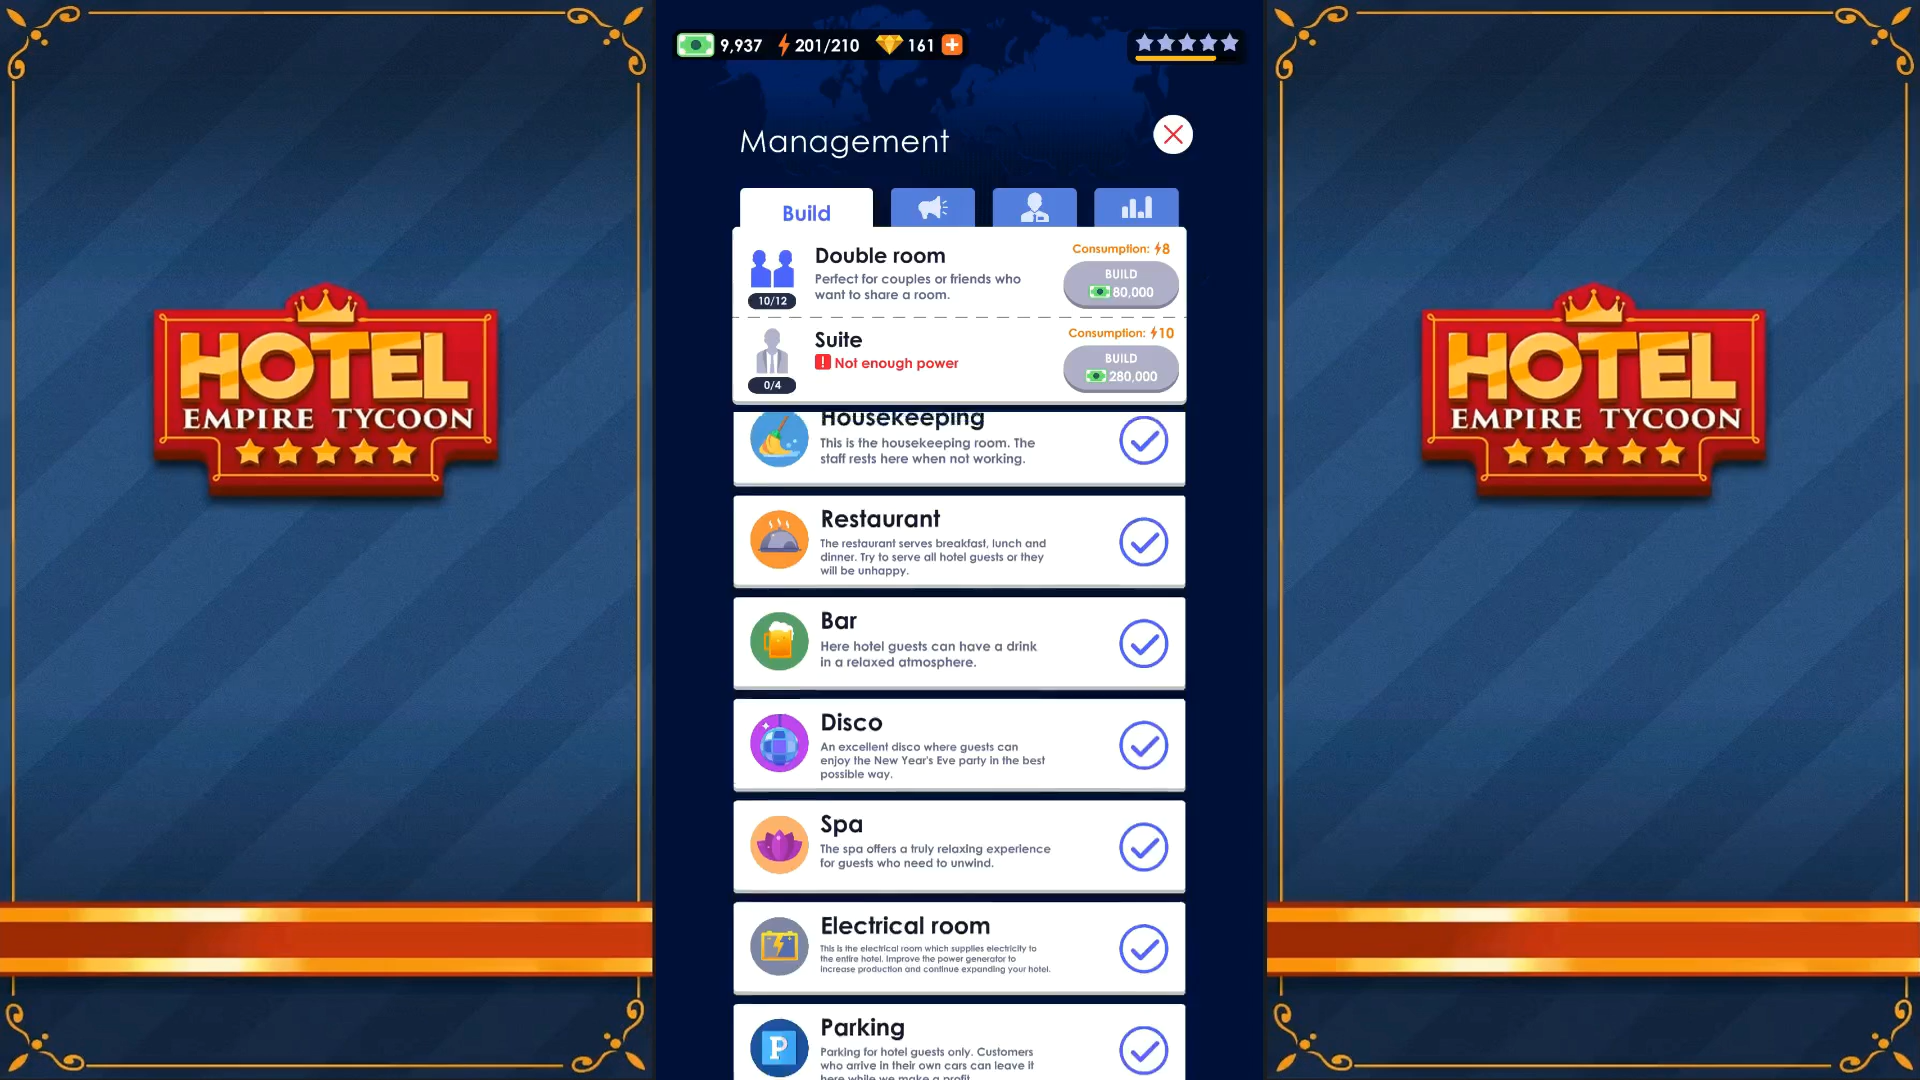 9,937
201/210
161
Management
Build
Double room
Perfect for couples or friends who
want to share a room.
10/12
Consumption: 8
BUILD
80,000
Suite
Not enough power
0/4
Consumption: 10
BUILD
280,000
Housekeeping
This is the housekeeping room. The
staff rests here when not working.
Restaurant
The restaurant serves breakfast, lunch and
dinner. Try to serve all hotel guests or they
will be unhappy.
Bar
Here hotel guests can have a drink
in a relaxed atmosphere.
Disco
An excellent disco where guests can
enjoy the New Year's Eve party in the best
possible way.
Spa
The spa offers a truly relaxing experience
for guests who need to unwind.
Electrical room
This is the electrical room which supplies electricity to
the entire hotel. Improve the power generator to
increase production and continue expanding your hotel.
P
Parking
Parking for hotel guests only. Customers
who arrive in their own cars can leave it
here while we make a profit.
HOTEL
EMPIRE TYCOON
HOTEL
EMPIRE TYCOON